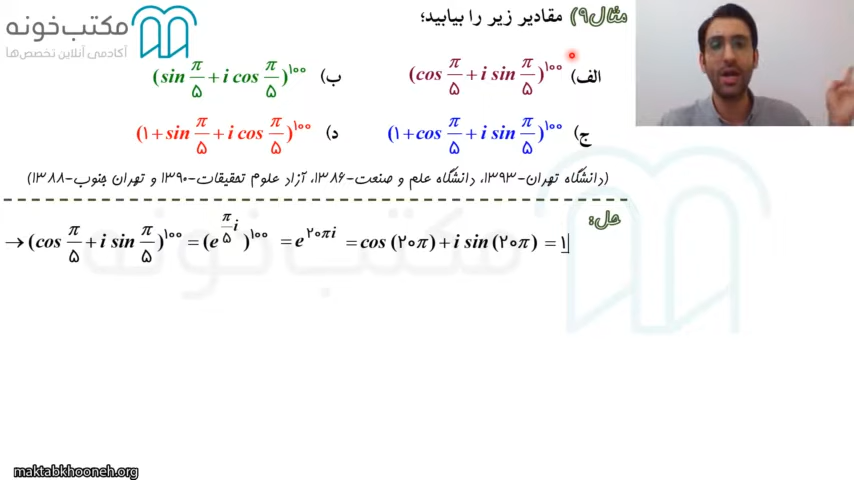 مکتب‌خونه
آکادمی آنلاین تخصص‌ها
مثال ۹) مقادیر زیر را بیابید؛
الف) (cos π/۵ + i sin π/۵)^۱۰۰
ب) (sin π/۵ + i cos π/۵)^۱۰۰
ج) (۱+cos π/۵ + i sin π/۵)^۱۰۰
د) (۱+sin π/۵ + i cos π/۵)^۱۰۰
(دانشگاه تهران-۱۳۹۳، دانشگاه علم و صنعت-۱۳۸۶، آزاد علوم تحقیقات-۱۳۹۰ و تهران جنوب-۱۳۸۸)
حل:
→ (cos π/۵ + i sin π/۵)^۱۰۰ = (e^(π/۵ i))^۱۰۰ = e^(۲۰πi) = cos (۲۰π) + i sin (۲۰π) = ۱
maktabkhooneh.org